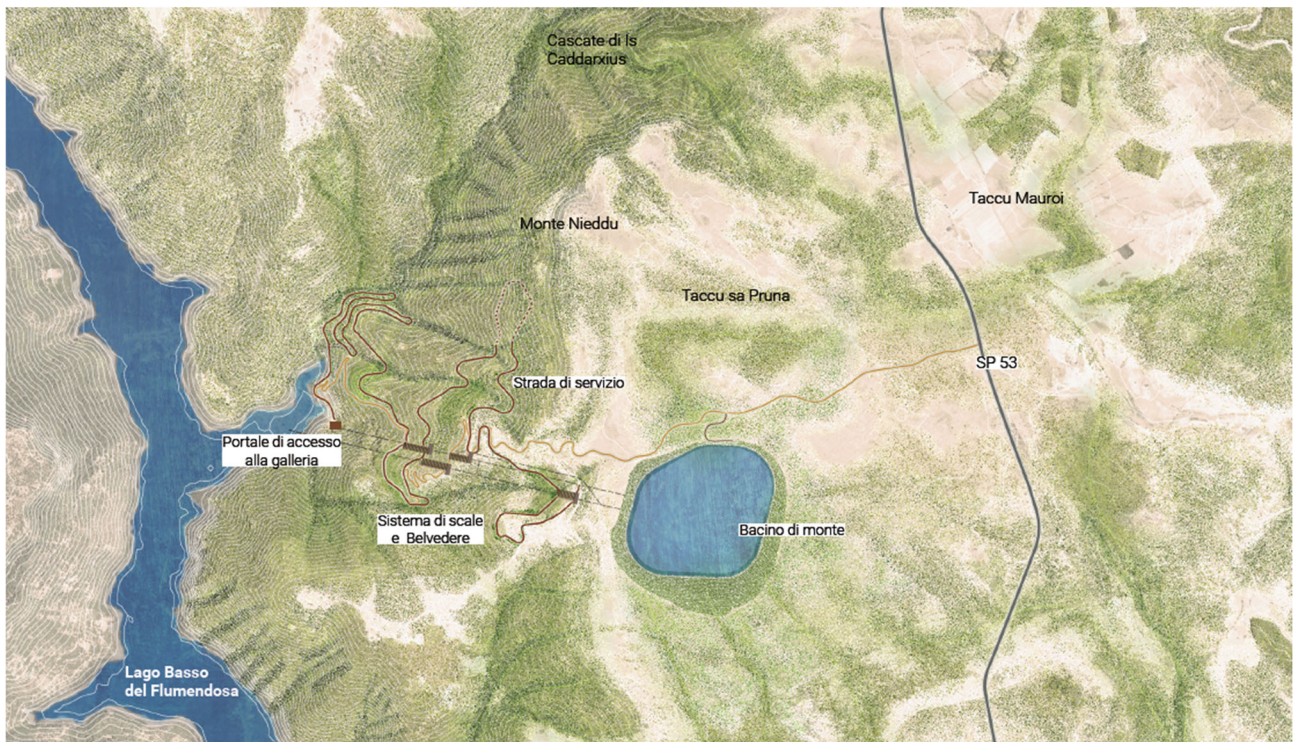 Cascate di Is
Caddarxius
Taccu Mauroi
Monte Nieddu
Taccu sa Pruna
SP 53
Strada di servizio
Portale di accesso
alla galleria
Sistema di scale
e Belvedere
Bacino di monte
Lago Basso
del Flumendosa